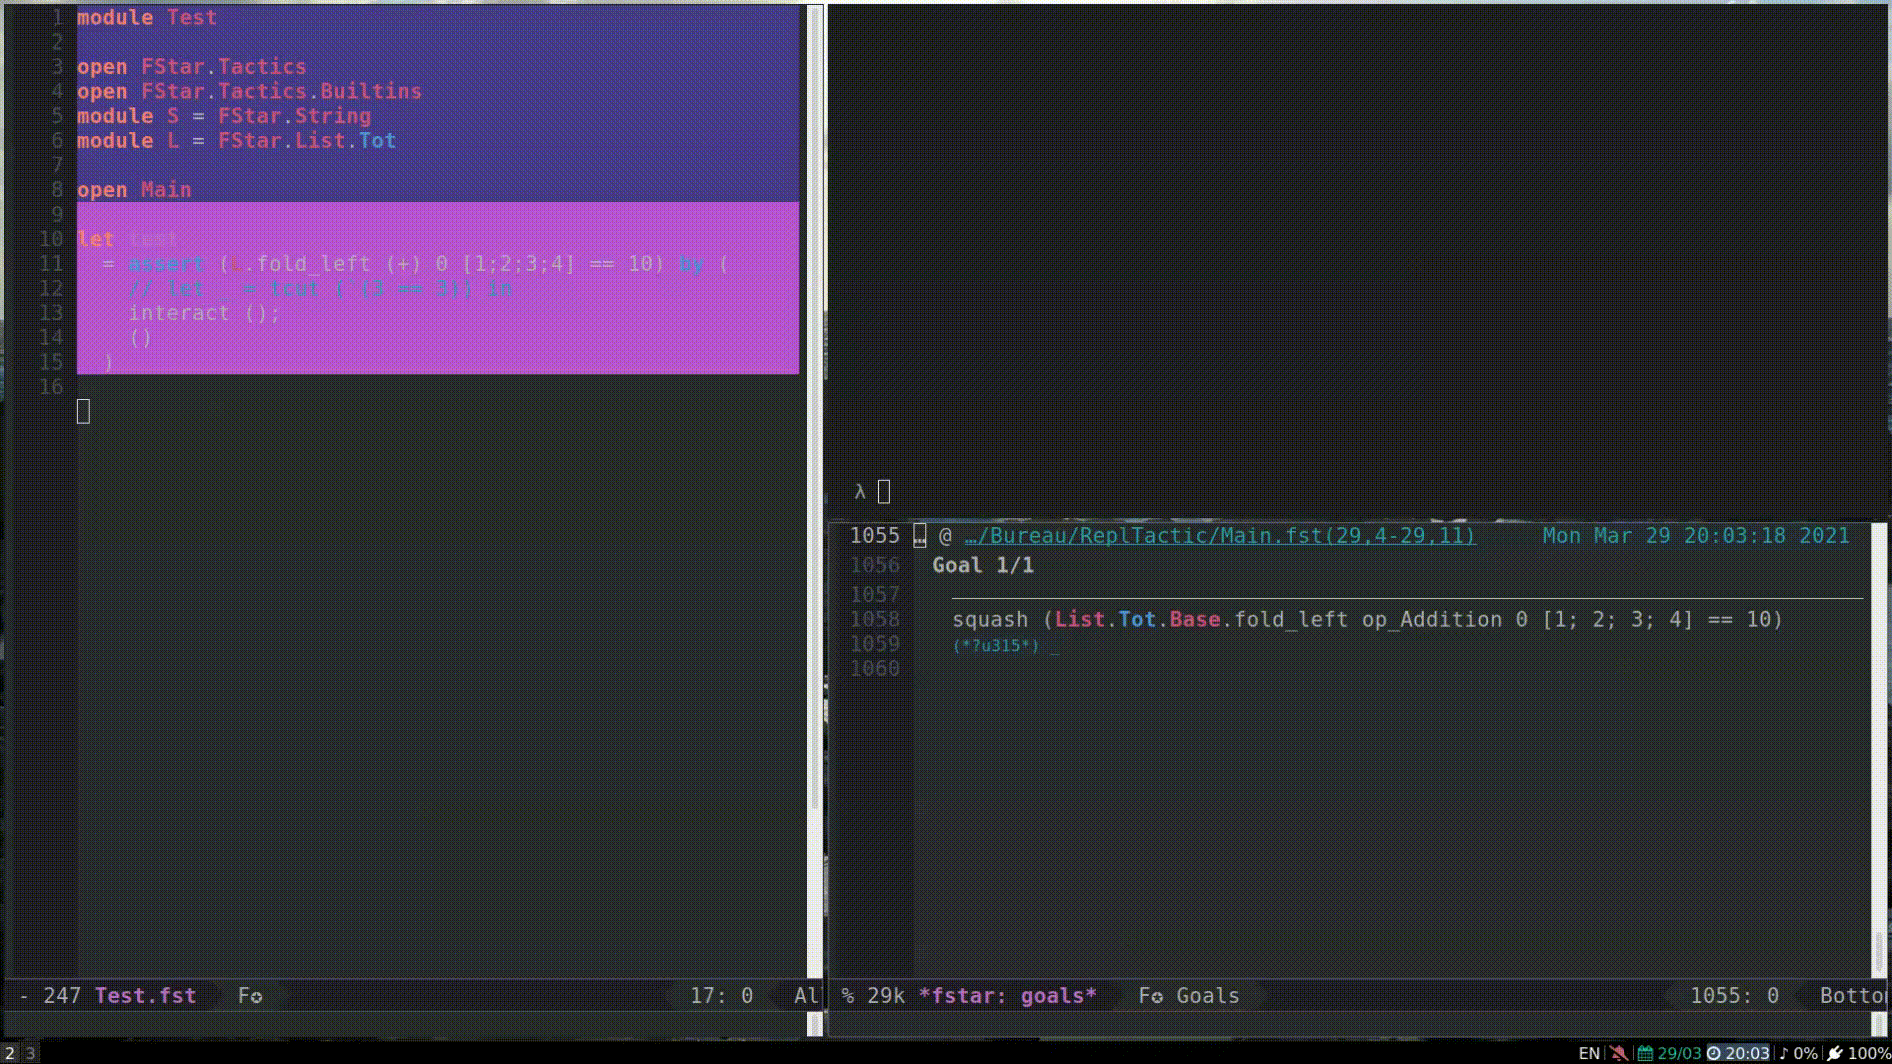 1 module Test
2
3 open FStar.Tactics
4 open FStar.Tactics.Builtins
5 module S = FStar.String
6 module L = FStar.List.Tot
7
8 open Main
9
10 let test
11 = assert (L.fold_left (+) 0 [1;2;3;4] == 10) by (
12 // let _ = tcut (`(3 == 3)) in
13 interact ();
14 ()
15 )
16
- 247 Test.fst F✪ 17: 0 Al
λ
1055 … @ …/Bureau/ReplTactic/Main.fst(29,4-29,11) Mon Mar 29 20:03:18 2021
1056 Goal 1/1
1057
1058 squash (List.Tot.Base.fold_left op_Addition 0 [1; 2; 3; 4] == 10)
1059 (*?u315*) _
1060
% 29k *fstar: goals* F✪ Goals 1055: 0 Botto
2 3 EN 29/03 20:03 ♪ 0% 100%